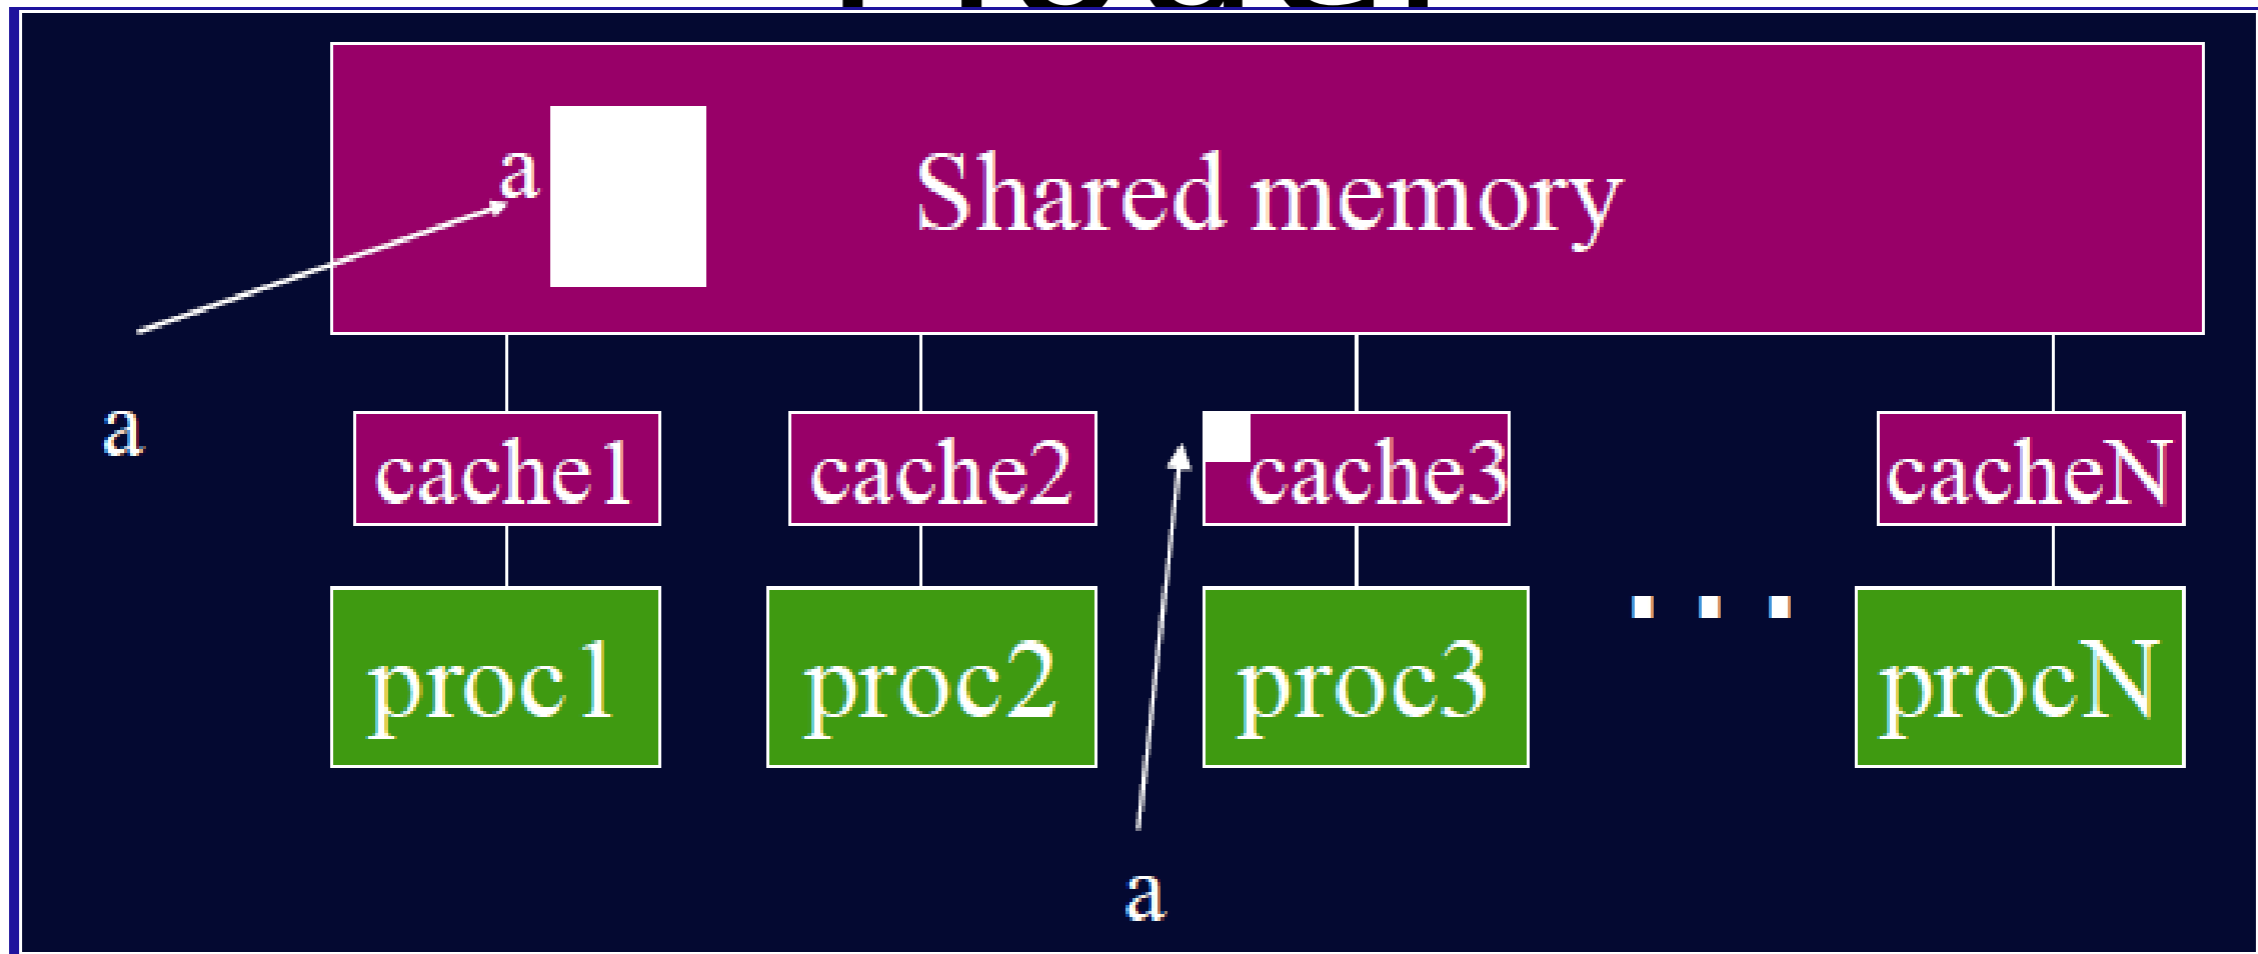 a
Shared memory
a
cache1 cache2 cache3 cacheN
proc1 proc2 proc3 ... procN
a